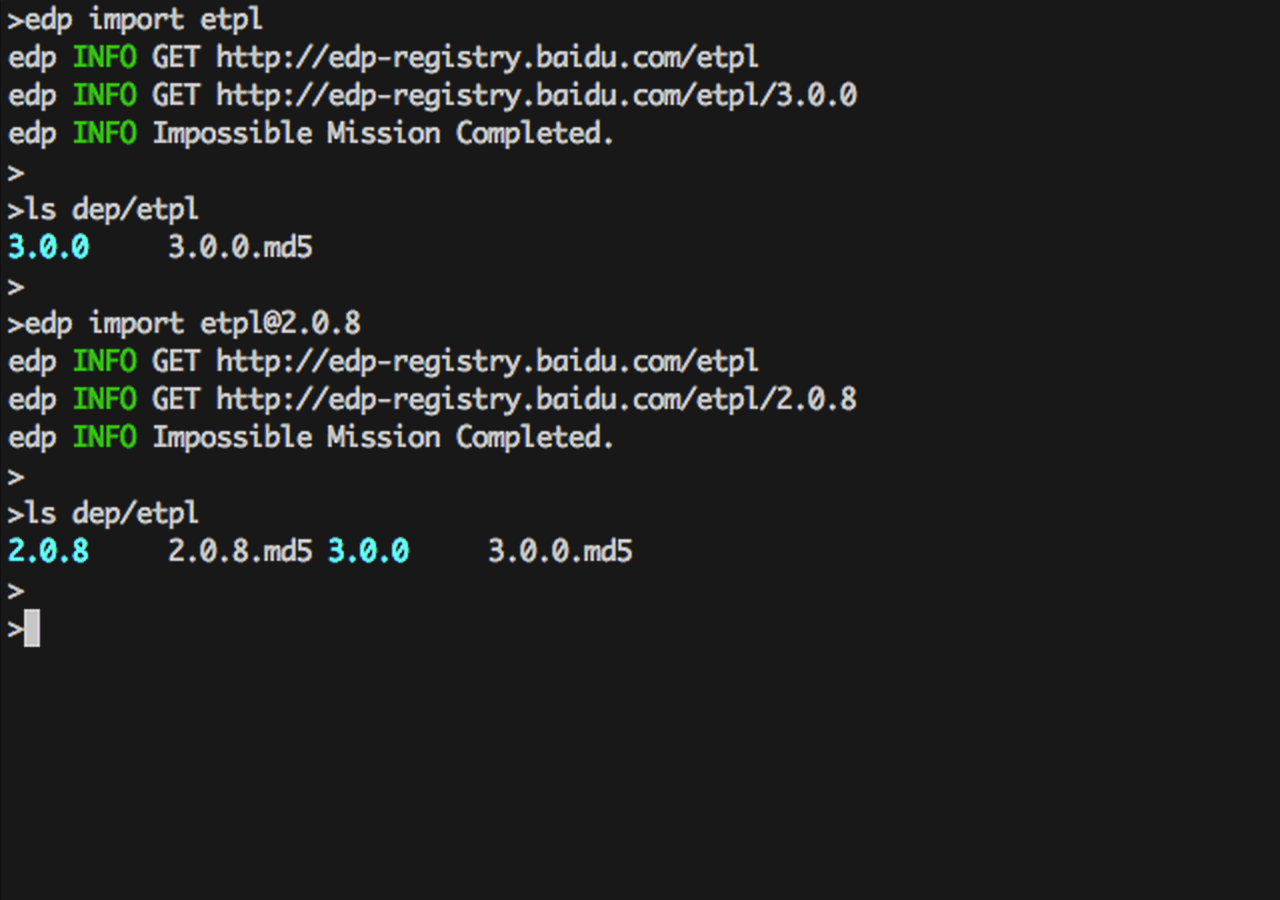 >edp import etpl
edp INFO GET http://edp-registry.baidu.com/etpl
edp INFO GET http://edp-registry.baidu.com/etpl/3.0.0
edp INFO Impossible Mission Completed.
>
>ls dep/etpl
3.0.0     3.0.0.md5
>
>edp import etpl@2.0.8
edp INFO GET http://edp-registry.baidu.com/etpl
edp INFO GET http://edp-registry.baidu.com/etpl/2.0.8
edp INFO Impossible Mission Completed.
>
>ls dep/etpl
2.0.8     2.0.8.md5 3.0.0     3.0.0.md5
>
>